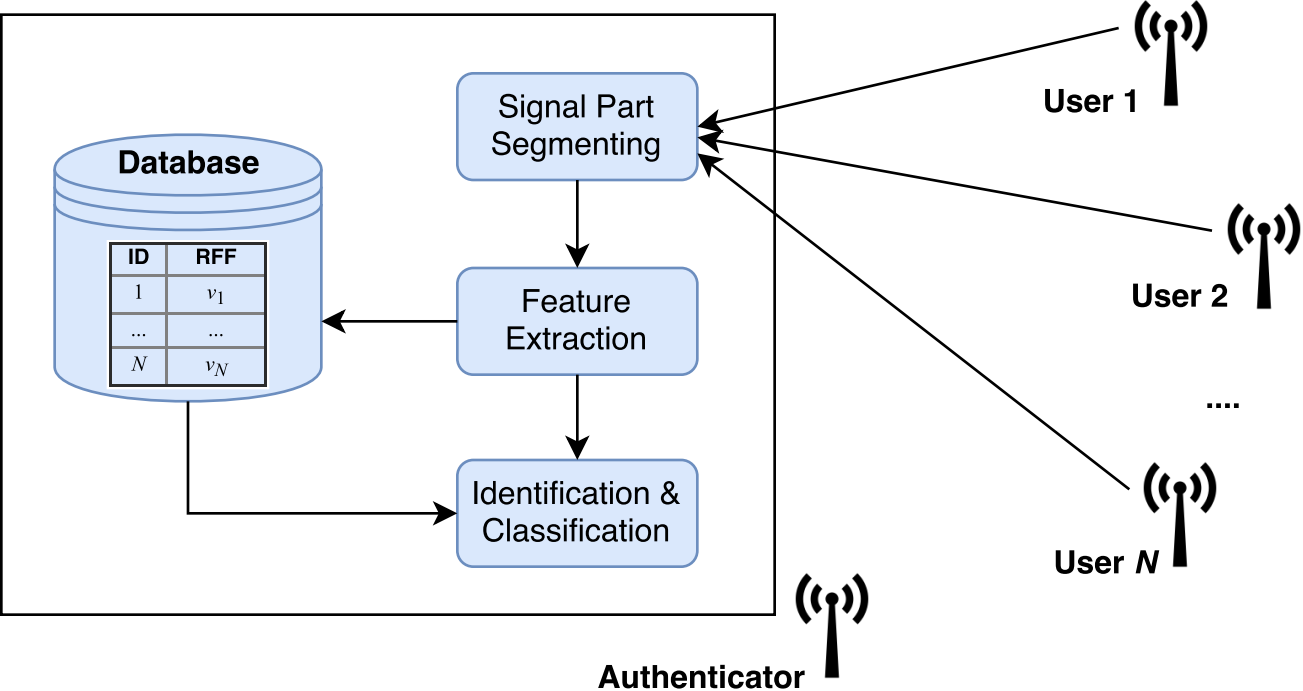 Signal Part
Segmenting
User 1
Database
ID RFF
1 v1
... ...
N vN
Feature
Extraction
User 2
....
Identification &
Classification
User N
Authenticator